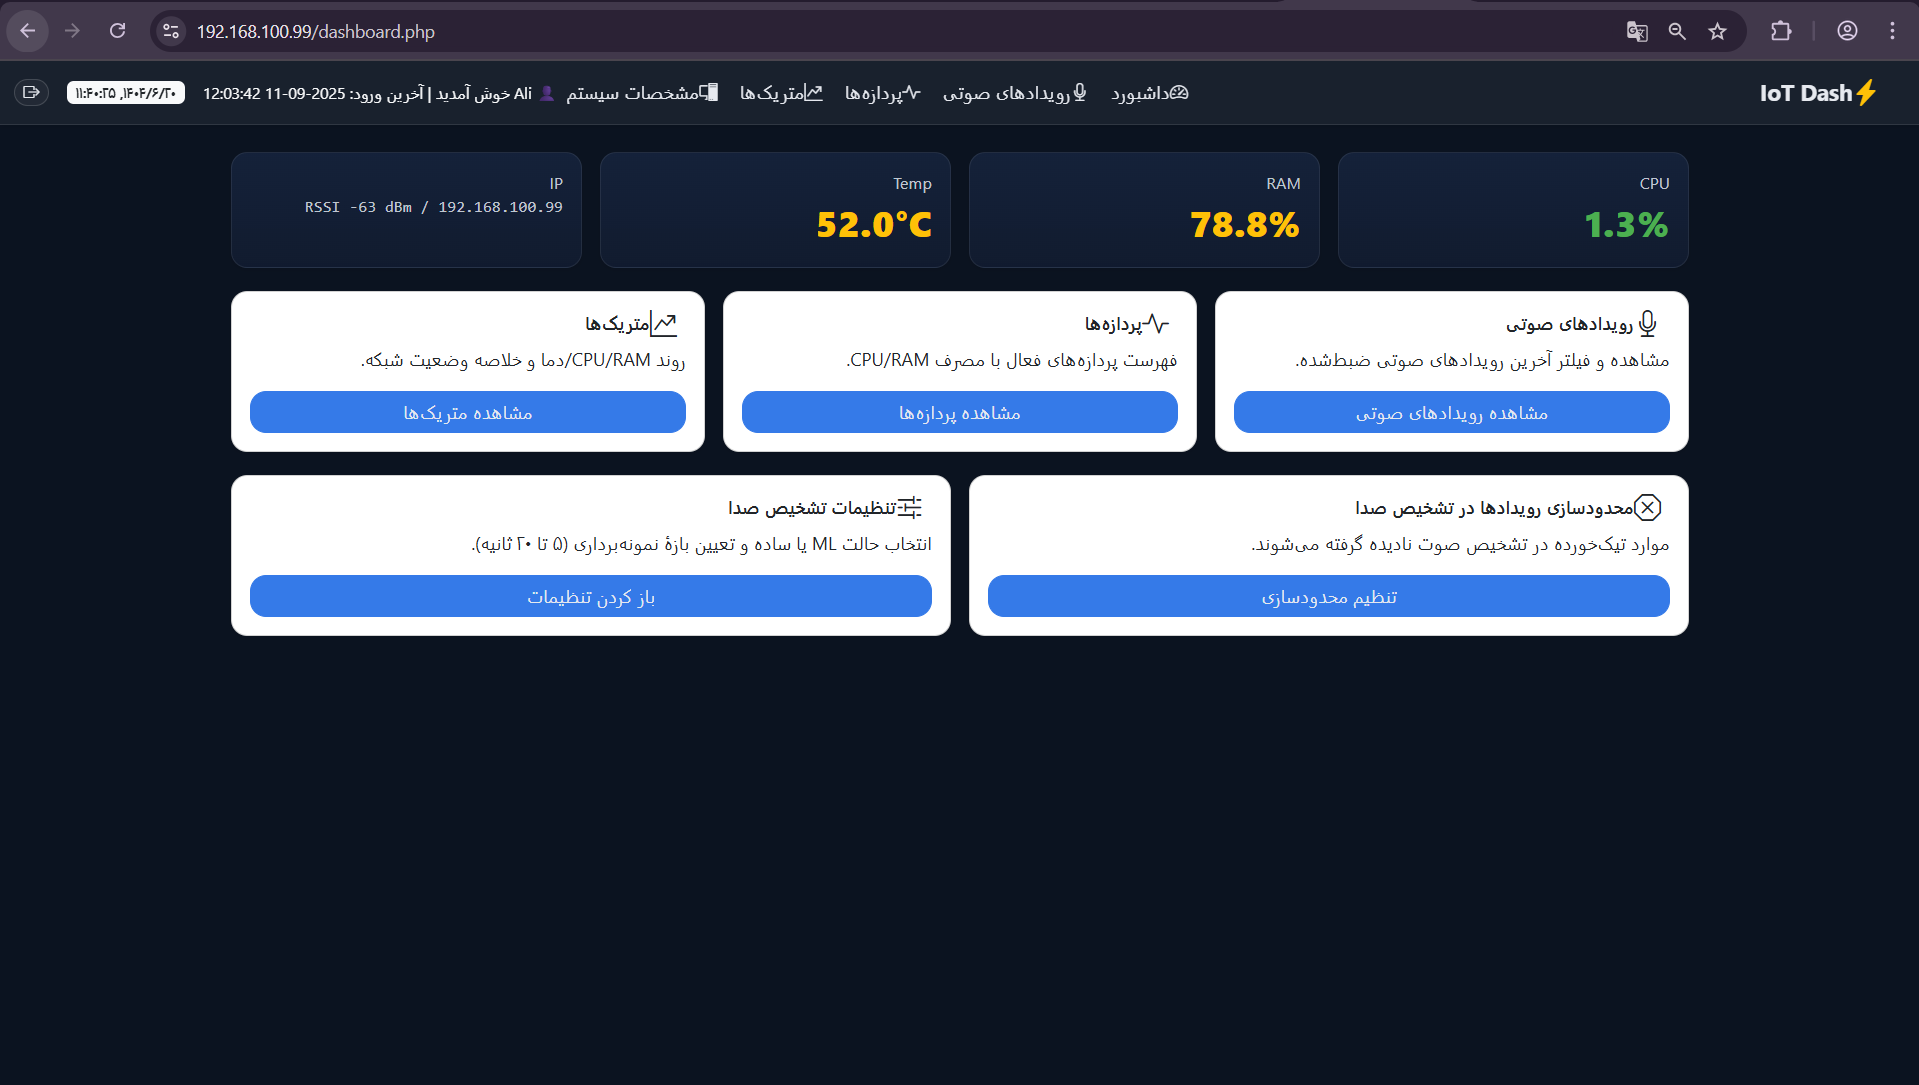 192.168.100.99/dashboard.php
IoT Dash
داشبورد
رویدادهای صوتی
پردازه‌ها
متریک‌ها
مشخصات سیستم
Ali خوش آمدید | آخرین ورود: 2025-09-11 12:03:42
۱۴۰۴/۶/۲۰, ۱۱:۴۰:۲۵
CPU
1.3%
RAM
78.8%
Temp
52.0°C
IP
RSSI -63 dBm / 192.168.100.99
رویدادهای صوتی
مشاهده و فیلتر آخرین رویدادهای صوتی ضبط‌شده.
مشاهده رویدادهای صوتی
پردازه‌ها
فهرست پردازه‌های فعال با مصرف CPU/RAM.
مشاهده پردازه‌ها
متریک‌ها
روند CPU/RAM/دما و خلاصه وضعیت شبکه.
مشاهده متریک‌ها
محدودسازی رویدادها در تشخیص صدا
موارد تیک‌خورده در تشخیص صوت نادیده گرفته می‌شوند.
تنظیم محدودسازی
تنظیمات تشخیص صدا
انتخاب حالت ML یا ساده و تعیین بازهٔ نمونه‌برداری (۵ تا ۲۰ ثانیه).
باز کردن تنظیمات